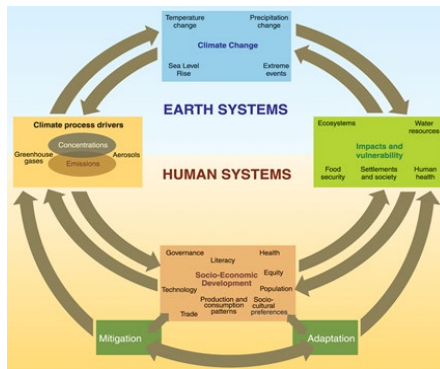 Temperature change
Precipitation change
Climate Change
Sea Level Rise
Extreme events
EARTH SYSTEMS
Climate process drivers
Concentrations
Greenhouse gases
Aerosols
Emissions
Ecosystems
Water resources
Impacts and vulnerability
Food security
Settlements and society
Human health
HUMAN SYSTEMS
Governance
Literacy
Health
Socio-Economic Development
Equity
Technology
Population
Trade
Production and consumption patterns
Socio-cultural preferences
Mitigation
Adaptation